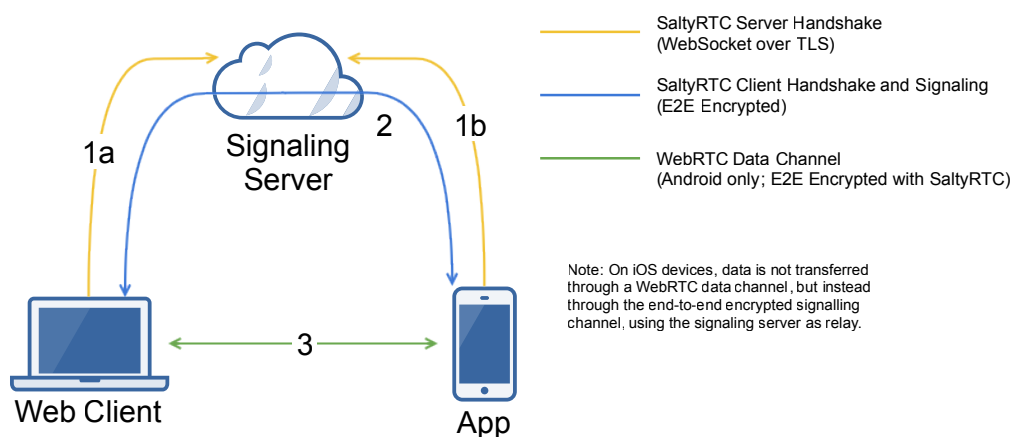 SaltyRTC Server Handshake
(WebSocket over TLS)
SaltyRTC Client Handshake and Signaling
(E2E Encrypted)
WebRTC Data Channel
(Android only; E2E Encrypted with SaltyRTC)
1a
2
1b
Signaling
Server
Note: On iOS devices, data is not transferred
through a WebRTC data channel, but instead
through the end-to-end encrypted signalling
channel, using the signaling server as relay.
3
Web Client
App